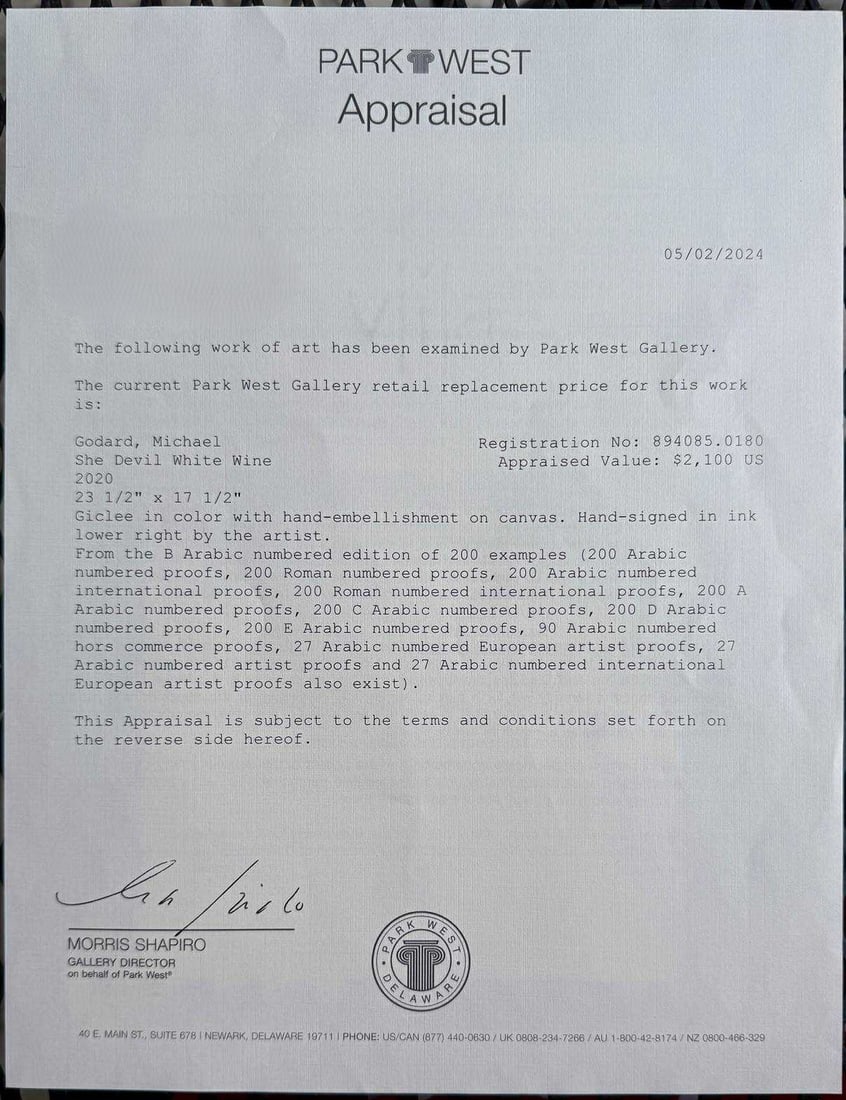 PARK WEST
Appraisal
05/02/2024
The following work of art has been examined by Park West Gallery.
The current Park West Gallery retail replacement price for this work
is:
Godard, Michael Registration No: 894085.0180
She Devil White Wine Appraised Value: $2,100 US
2020
23 1/2" x 17 1/2"
Giclee in color with hand-embellishment on canvas. Hand-signed in ink
lower right by the artist.
From the B Arabic numbered edition of 200 examples (200 Arabic
numbered proofs, 200 Roman numbered proofs, 200 Arabic numbered
international proofs, 200 Roman numbered international proofs, 200 A
Arabic numbered proofs, 200 C Arabic numbered proofs, 200 D Arabic
numbered proofs, 200 E Arabic numbered proofs, 90 Arabic numbered
hors commerce proofs, 27 Arabic numbered European artist proofs, 27
Arabic numbered artist proofs and 27 Arabic numbered international
European artist proofs also exist).
This Appraisal is subject to the terms and conditions set forth on
the reverse side hereof.
MORRIS SHAPIRO
GALLERY DIRECTOR
on behalf of Park West®
PARK WEST
DELAWARE
40 E. MAIN ST., SUITE 678 | NEWARK, DELAWARE 19711 | PHONE: US/CAN (877) 440-0630 / UK 0808-234-7266 / AU 1-800-42-8174 / NZ 0800-466-329